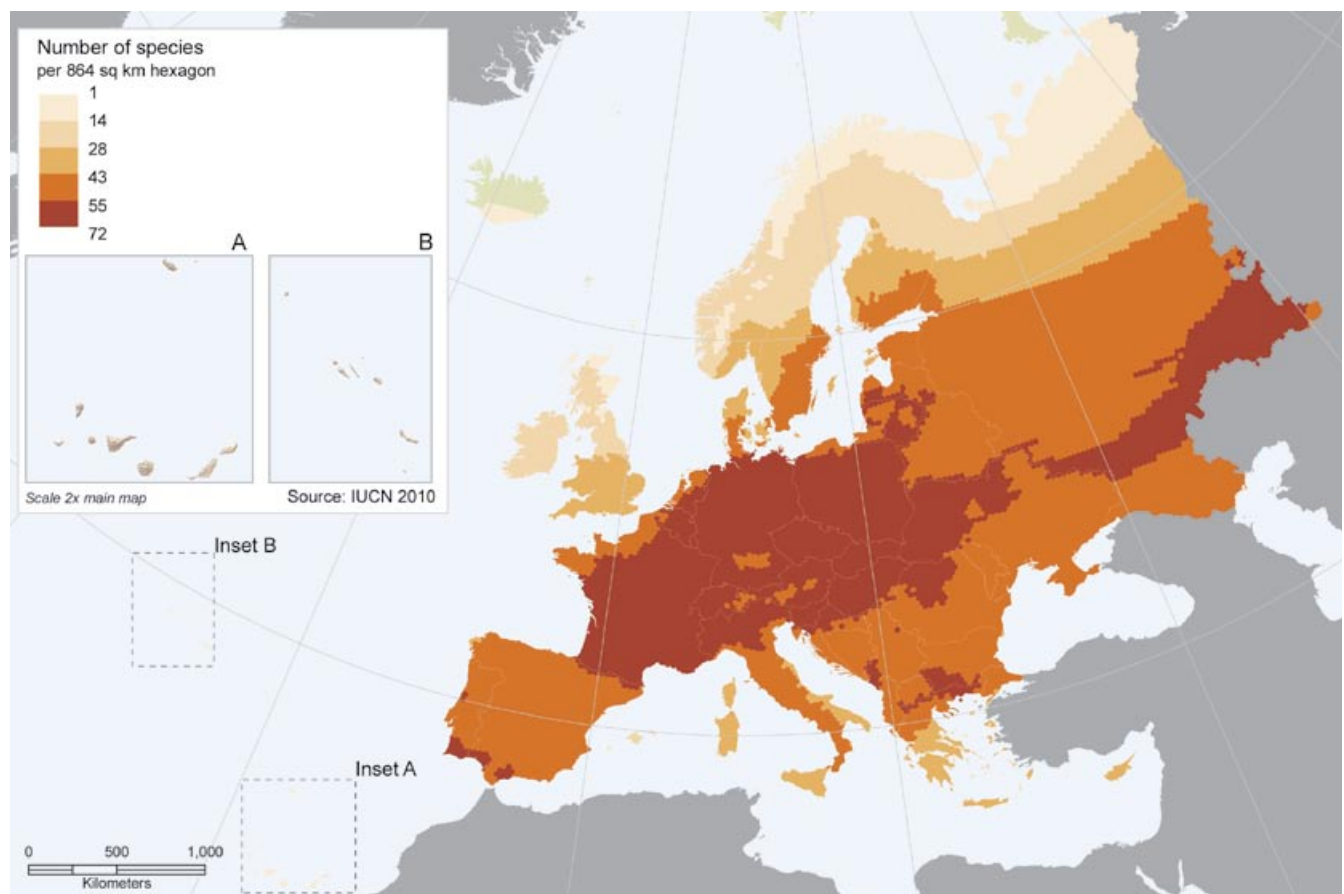 Number of species
per 864 sq km hexagon
1
14
28
43
55
72
A
B
Scale 2x main map
Source: IUCN 2010
Inset B
Inset A
0 500 1,000
Kilometers